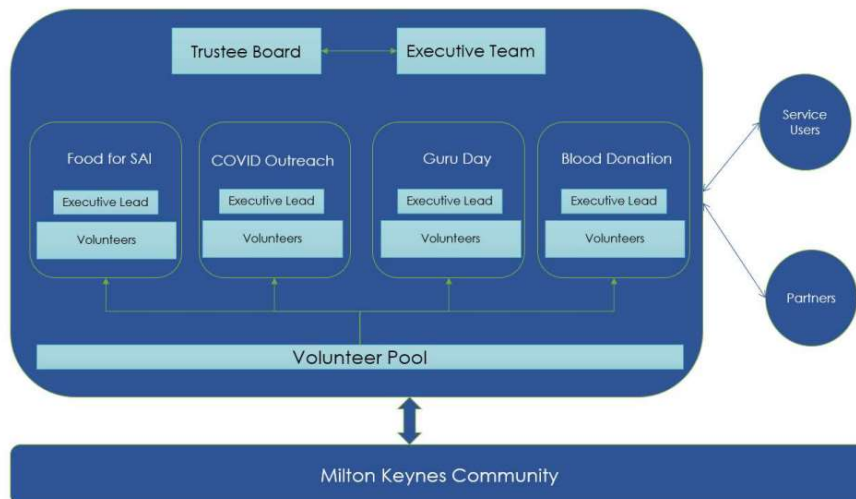 Trustee Board
Executive Team
Service
Users
Food for SAI
COVID Outreach
Guru Day
Blood Donation
Executive Lead
Executive Lead
Executive Lead
Executive Lead
Volunteers
Volunteers
Volunteers
Volunteers
Partners
Volunteer Pool
Milton Keynes Community